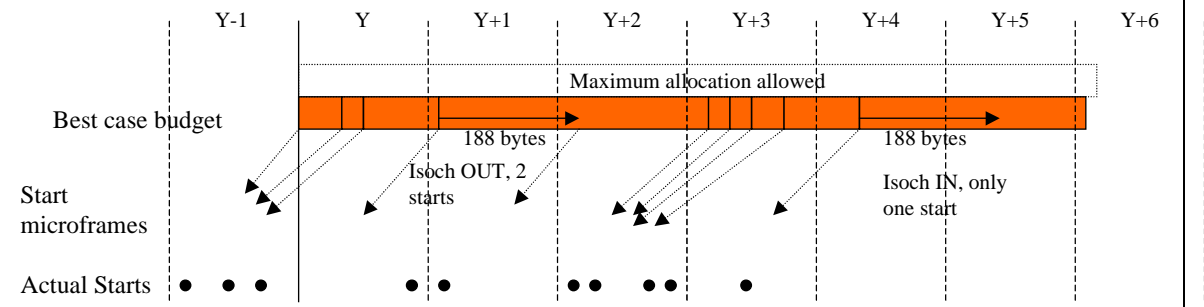 Y-1 Y Y+1 Y+2 Y+3 Y+4 Y+5 Y+6
Maximum allocation allowed
Best case budget
188 bytes 188 bytes
Isoch OUT, 2
starts
Isoch IN, only
one start
Start
microframes
Actual Starts